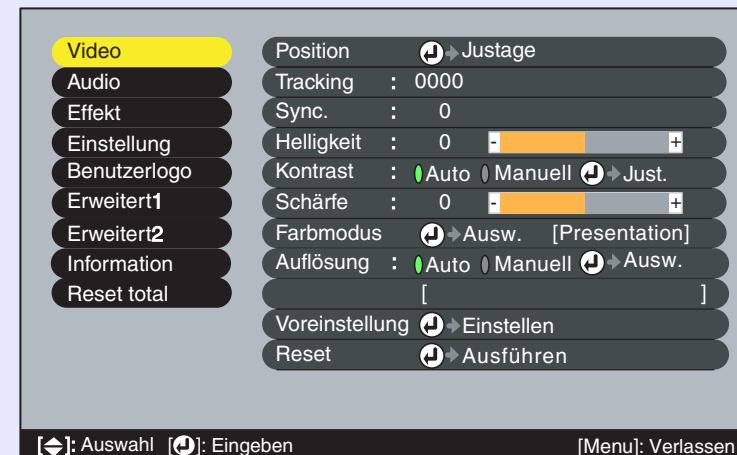 Video
Audio
Effekt
Einstellung
Benutzerlogo
Erweitert1
Erweitert2
Information
Reset total
Position Justage
Tracking : 0000
Sync. : 0
Helligkeit : 0 - +
Kontrast : Auto Manuell Just.
Schärfe : 0 - +
Farbmodus Ausw. [Presentation]
Auflösung : Auto Manuell Ausw.
[ ]
Voreinstellung Einstellen
Reset Ausführen
[ ]: Auswahl [ ]: Eingeben [Menu]: Verlassen